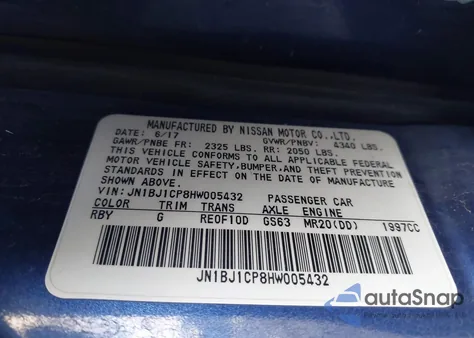 MANUFACTURED BY NISSAN MOTOR CO.,LTD.
DATE: 6/17 GVWR/PNBV: 4340 LBS.
GAWR/PNBE FR: 2325 LBS. RR: 2050 LBS.
THIS VEHICLE CONFORMS TO ALL APPLICABLE FEDERAL
MOTOR VEHICLE SAFETY,BUMPER,AND THEFT PREVENTION
STANDARDS IN EFFECT ON THE DATE OF MANUFACTURE
SHOWN ABOVE.
VIN: JN1BJ1CP8HW005432 PASSENGER CAR
COLOR TRIM TRANS AXLE ENGINE
RBY G RE0F10D GS63 MR20(DD) 1997CC
JN1BJ1CP8HW005432
autoSnap